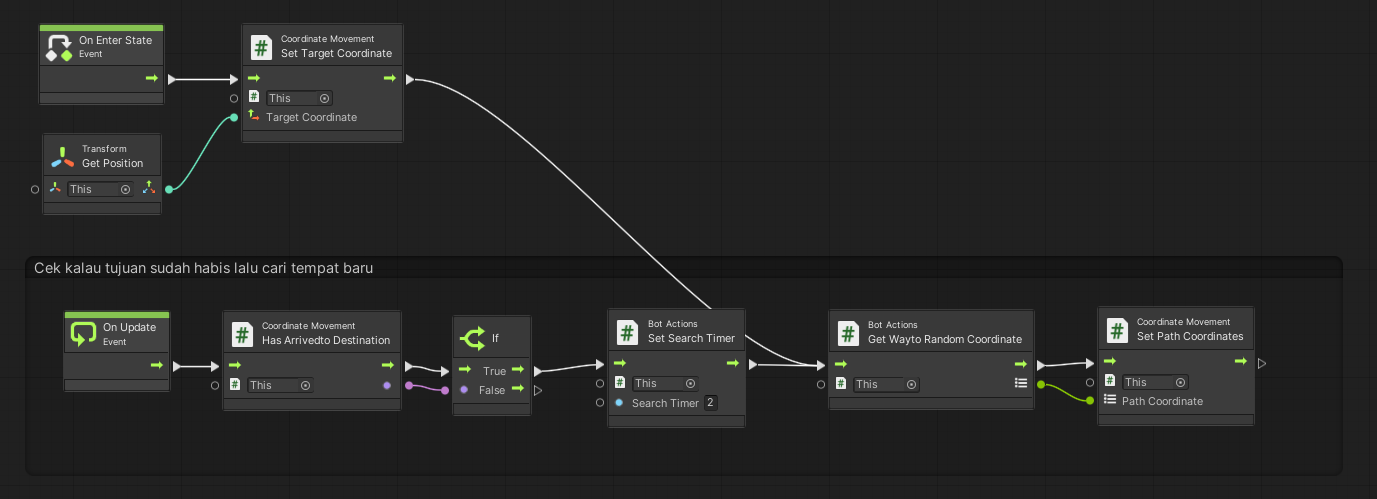 On Enter State
Event
Coordinate Movement
Set Target Coordinate
This
Target Coordinate
Transform
Get Position
This
Cek kalau tujuan sudah habis lalu cari tempat baru
On Update
Event
Coordinate Movement
Has Arrivedto Destination
This
If
True
False
Bot Actions
Set Search Timer
This
Search Timer 2
Bot Actions
Get Wayto Random Coordinate
This
Coordinate Movement
Set Path Coordinates
This
Path Coordinate